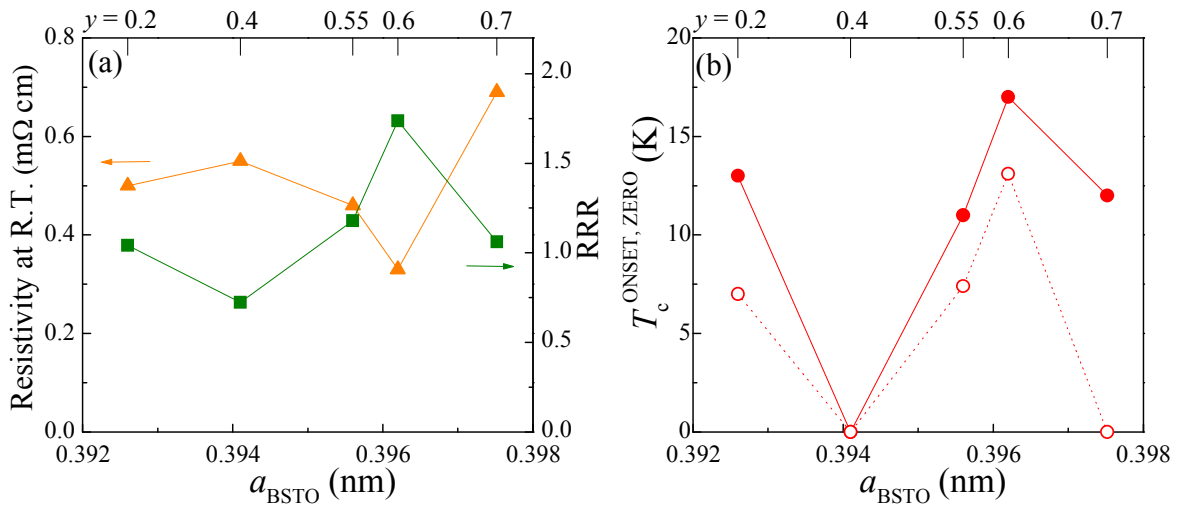 y = 0.2 0.4 0.55 0.6 0.7
(a)
Resistivity at R.T. (mΩ cm)
0.8
0.6
0.4
0.2
0.0
2.0
1.5
1.0
0.5
0.0
RRR
0.392 0.394 0.396 0.398
a_BSTO (nm)
y = 0.2 0.4 0.55 0.6 0.7
(b)
T_c^ONSET, ZERO (K)
20
15
10
5
0
0.392 0.394 0.396 0.398
a_BSTO (nm)